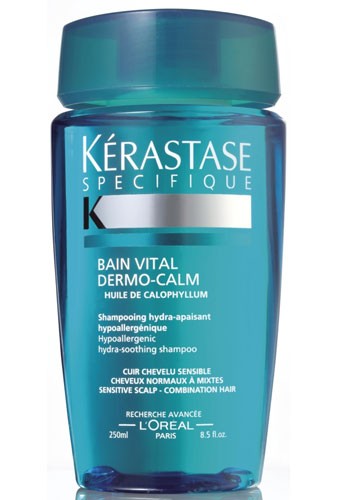 KÉRASTASE
SPECIFIQUE
K
BAIN VITAL
DERMO-CALM
HUILE DE CALOPHYLLUM
Shampooing hydra-apaisant
hypoallergénique
Hypoallergenic
hydra-soothing shampoo
CUIR CHEVELU SENSIBLE
CHEVEUX NORMAUX À MIXTES
SENSITIVE SCALP - COMBINATION HAIR
RECHERCHE AVANCÉE
250ml L'ORÉAL 8.5 fl.oz.
PARIS